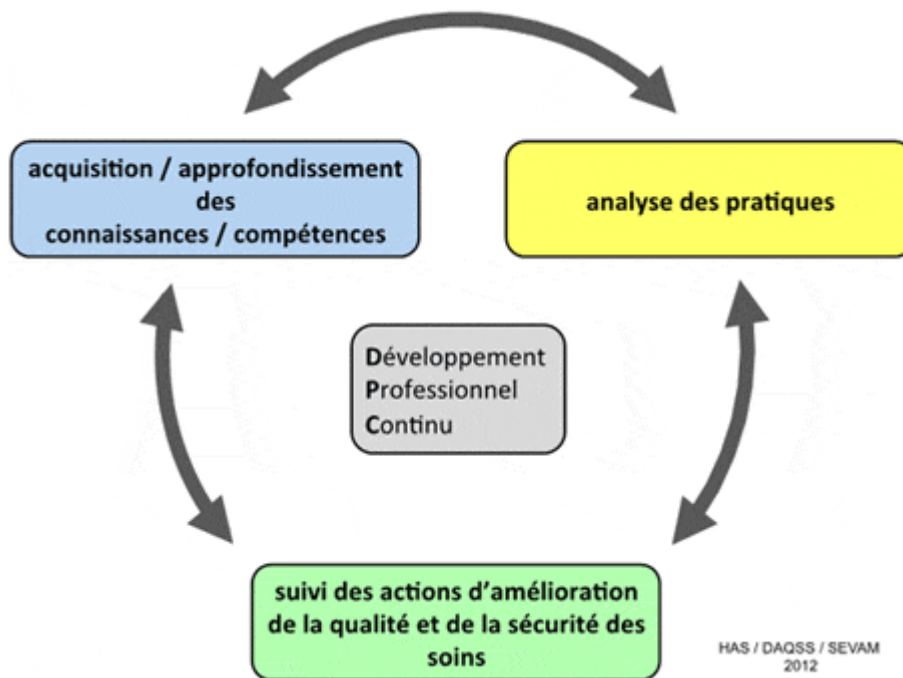 acquisition / approfondissement
des
connaissances / compétences
analyse des pratiques
Développement
Professionnel
Continu
suivi des actions d'amélioration
de la qualité et de la sécurité des
soins
HAS / DAQSS / SEVAM
2012